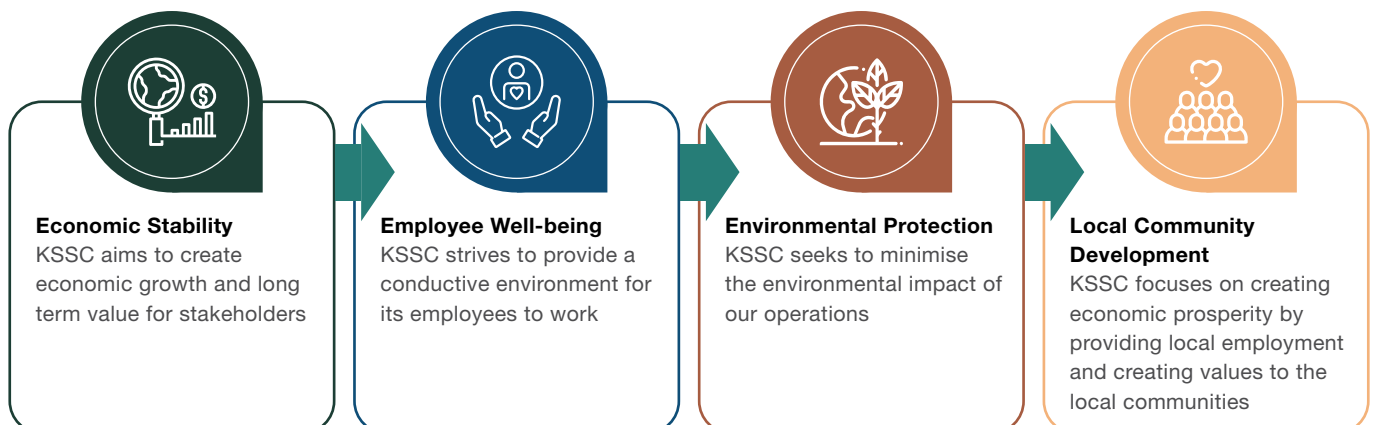 Economic Stability
KSSC aims to create
economic growth and long
term value for stakeholders
Employee Well-being
KSSC strives to provide a
conductive environment for
its employees to work
Environmental Protection
KSSC seeks to minimise
the environmental impact of
our operations
Local Community
Development
KSSC focuses on creating
economic prosperity by
providing local employment
and creating values to the
local communities